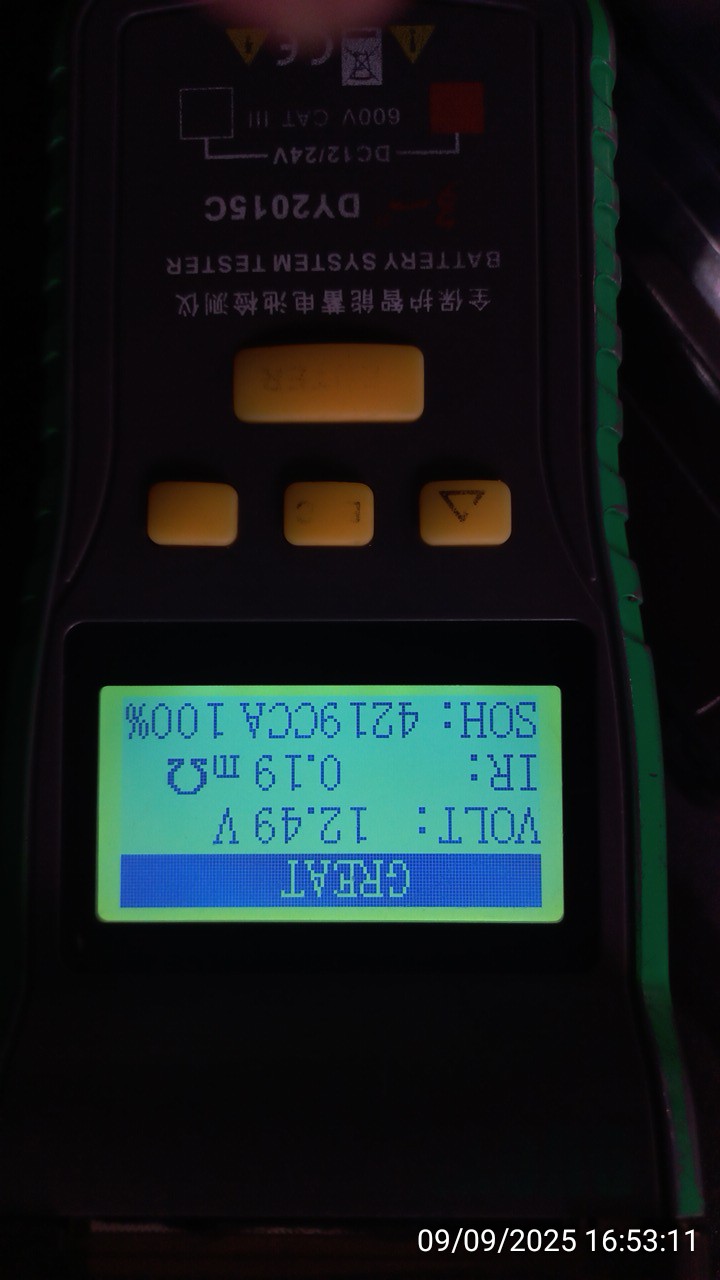 GREAT
VOLT: 12.49 V
IR: 0.19 mΩ
SOH: 4219CCA 100%
全保护智能蓄电池检测仪
BATTERY SYSTEM TESTER
DY2015C
DC12/24V
600V CAT III
CE
09/09/2025 16:53:11